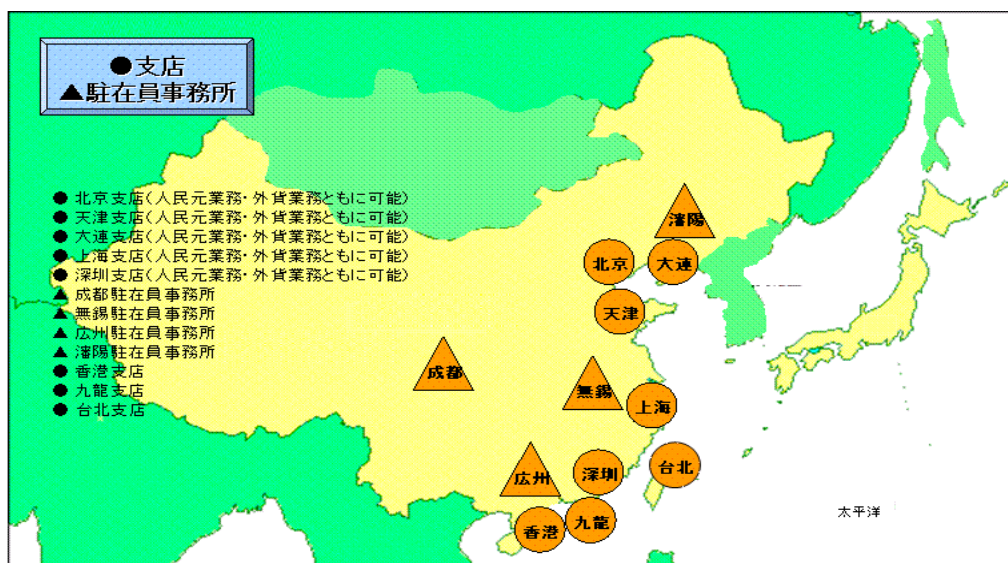 ●支店
▲駐在員事務所
● 北京支店(人民元業務・外貨業務ともに可能)
● 天津支店(人民元業務・外貨業務ともに可能)
● 大連支店(人民元業務・外貨業務ともに可能)
● 上海支店(人民元業務・外貨業務ともに可能)
● 深圳支店(人民元業務・外貨業務ともに可能)
▲ 成都駐在員事務所
▲ 無錫駐在員事務所
▲ 広州駐在員事務所
▲ 瀋陽駐在員事務所
● 香港支店
● 九龍支店
● 台北支店
瀋陽
北京
大連
天津
成都
無錫
上海
広州
深圳
台北
香港
九龍
太平洋